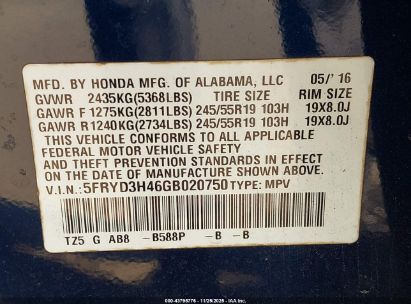 MFD. BY HONDA MFG. OF ALABAMA, LLC 05/'16
GVWR 2435KG(5368LBS) TIRE SIZE RIM SIZE
GAWR F 1275KG(2811LBS) 245/55R19 103H 19X8.0J
GAWR R 1240KG(2734LBS) 245/55R19 103H 19X8.0J
THIS VEHICLE CONFORMS TO ALL APPLICABLE
FEDERAL MOTOR VEHICLE SAFETY
AND THEFT PREVENTION STANDARDS IN EFFECT
ON THE DATE OF MANUFACTURE SHOWN ABOVE.
V.I.N.: 5FRYD3H46GB020750 TYPE: MPV
TZ5 G AB8 -B588P -B -B